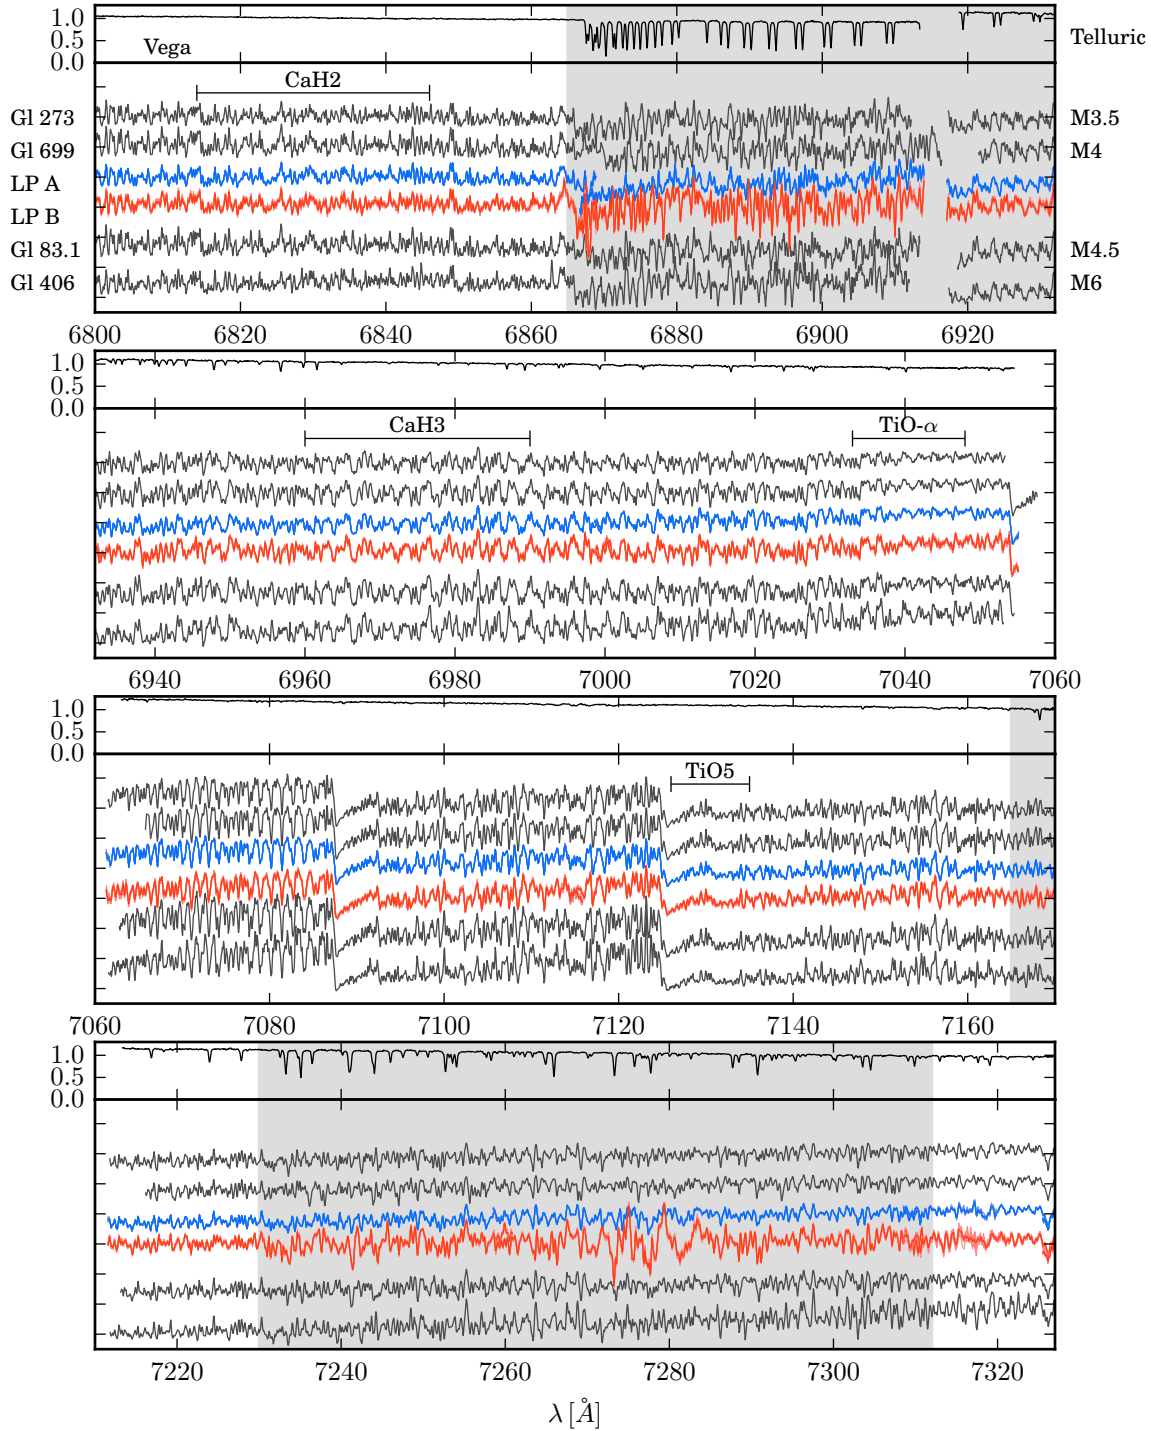 1.0
0.5
0.0
Vega
Telluric
CaH2
Gl 273
M3.5
Gl 699
M4
LP A
LP B
Gl 83.1
M4.5
Gl 406
M6
6800 6820 6840 6860 6880 6900 6920
1.0
0.5
0.0
CaH3
TiO-α
6940 6960 6980 7000 7020 7040 7060
1.0
0.5
0.0
TiO5
7060 7080 7100 7120 7140 7160
1.0
0.5
0.0
7220 7240 7260 7280 7300 7320
λ [Å]